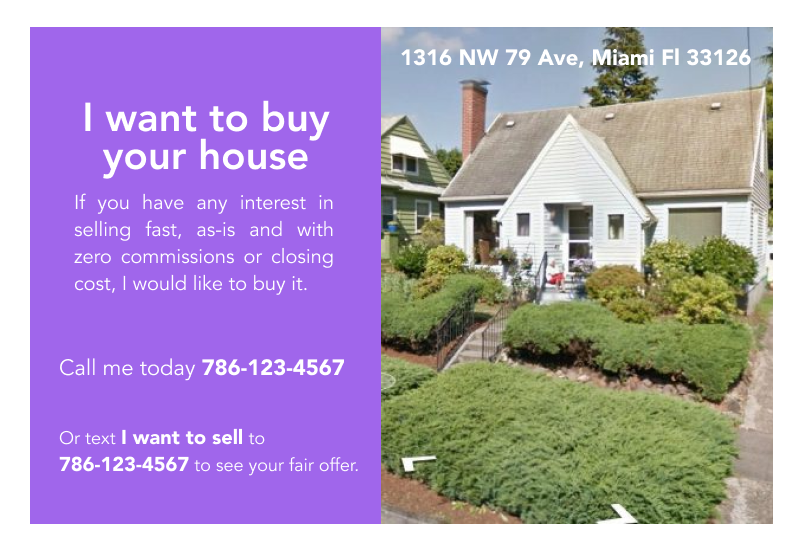 1316 NW 79 Ave, Miami Fl 33126
I want to buy
your house
If you have any interest in
selling fast, as-is and with
zero commissions or closing
cost, I would like to buy it.
Call me today 786-123-4567
Or text I want to sell to
786-123-4567 to see your fair offer.